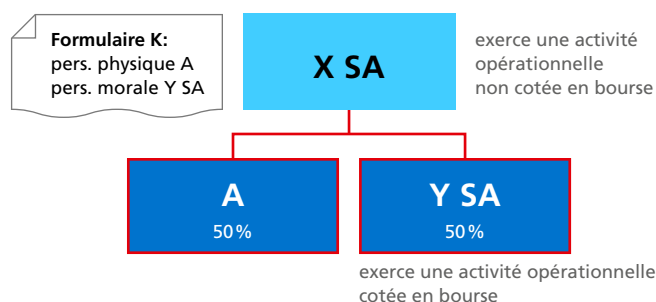 Formulaire K:
pers. physique A
pers. morale Y SA
X SA
exerce une activité
opérationnelle
non cotée en bourse
A
50%
Y SA
50%
exerce une activité opérationnelle
cotée en bourse